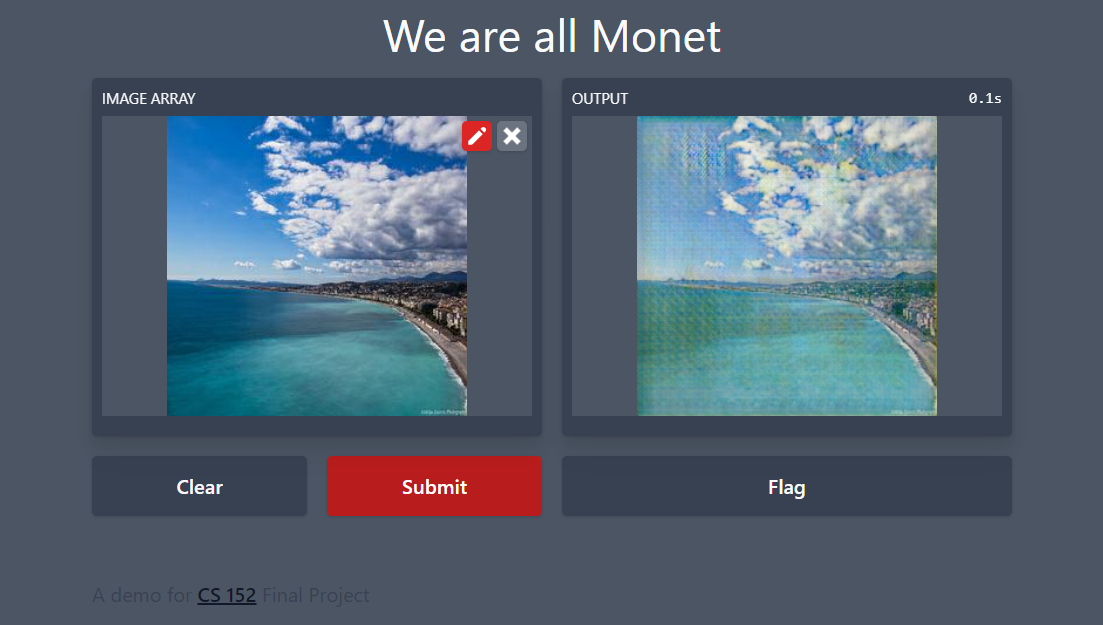 We are all Monet
IMAGE ARRAY
OUTPUT 0.1s
Clear Submit Flag
A demo for CS 152 Final Project